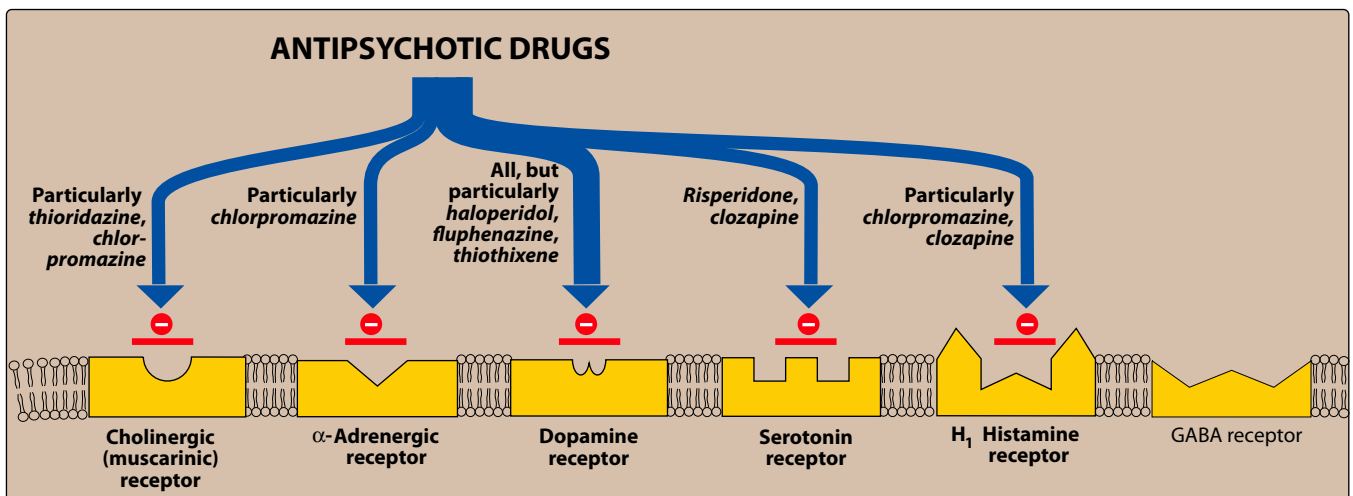 ANTIPSYCHOTIC DRUGS
Particularly
thioridazine,
chlor-
promazine
Particularly
chlorpromazine
All, but
particularly
haloperidol,
fluphenazine,
thiothixene
Risperidone,
clozapine
Particularly
chlorpromazine,
clozapine
Cholinergic
(muscarinic)
receptor
α-Adrenergic
receptor
Dopamine
receptor
Serotonin
receptor
H1 Histamine
receptor
GABA receptor